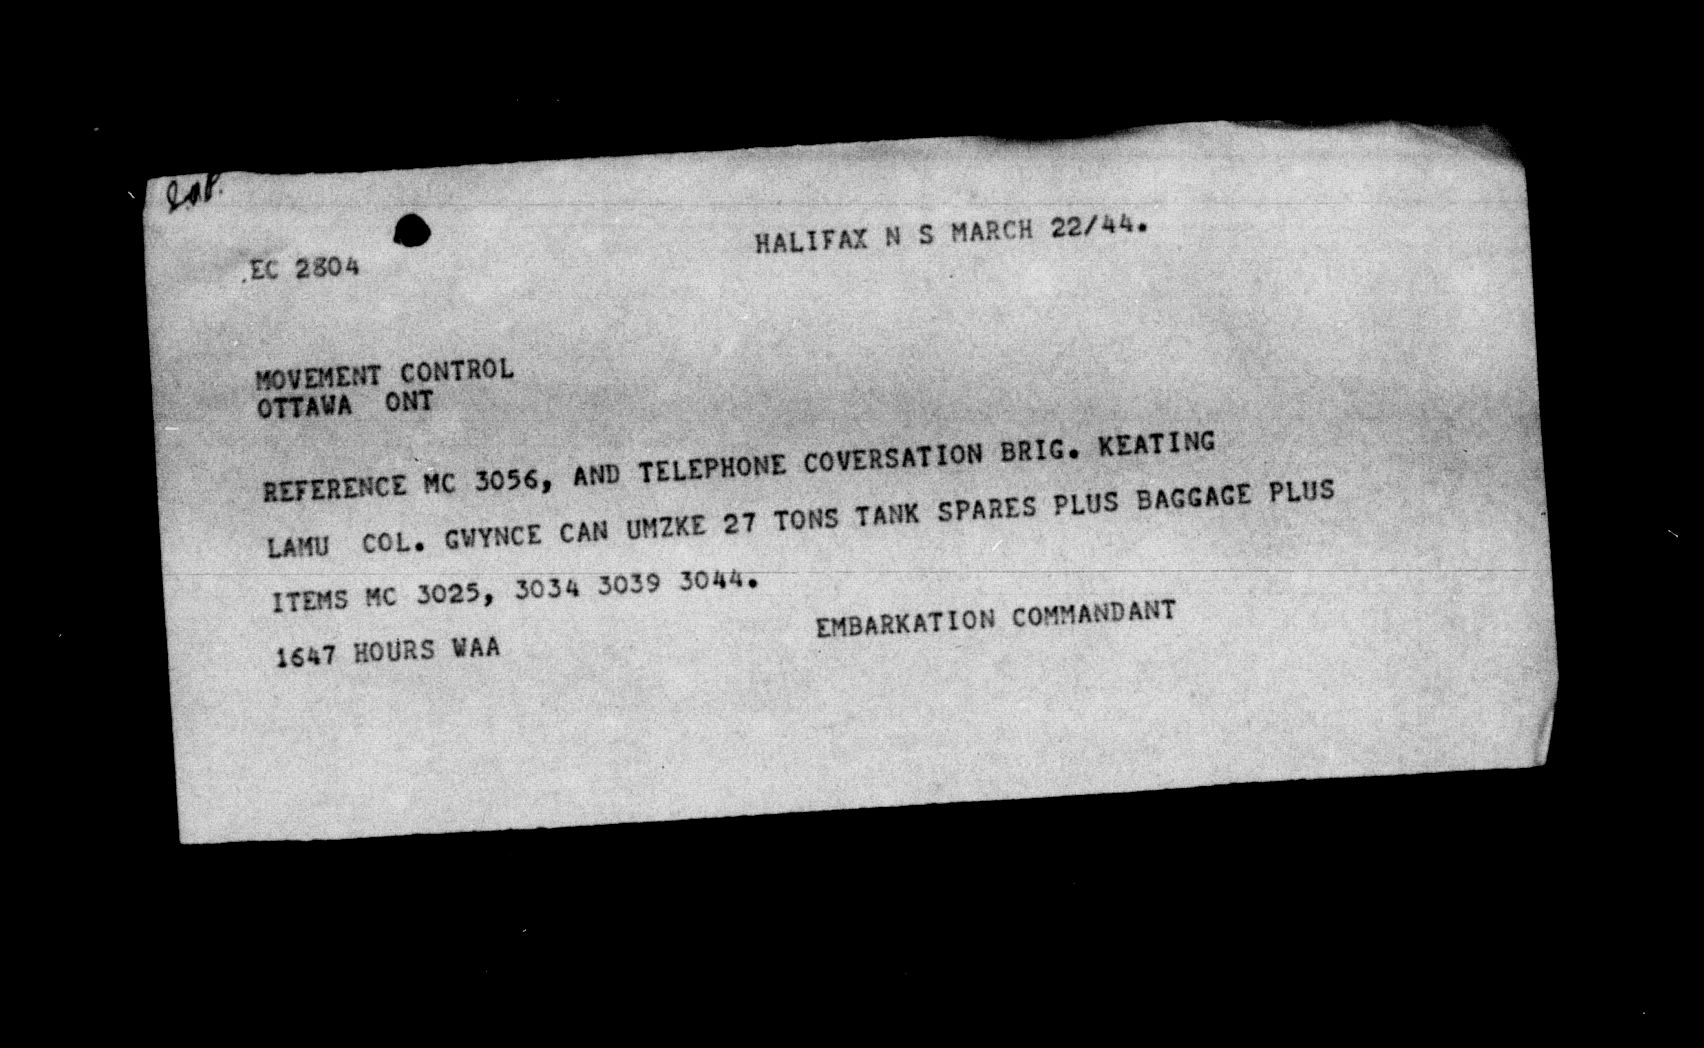 HALIFAX N S MARCH 22/44.
EC 2804
MOVEMENT CONTROL
OTTAWA ONT
REFERENCE MC 3056, AND TELEPHONE COVERSATION BRIG. KEATING
LAMU COL. GWYNCE CAN UMZKE 27 TONS TANK SPARES PLUS BAGGAGE PLUS
ITEMS MC 3025, 3034 3039 3044.
EMBARKATION COMMANDANT
1647 HOURS WAA